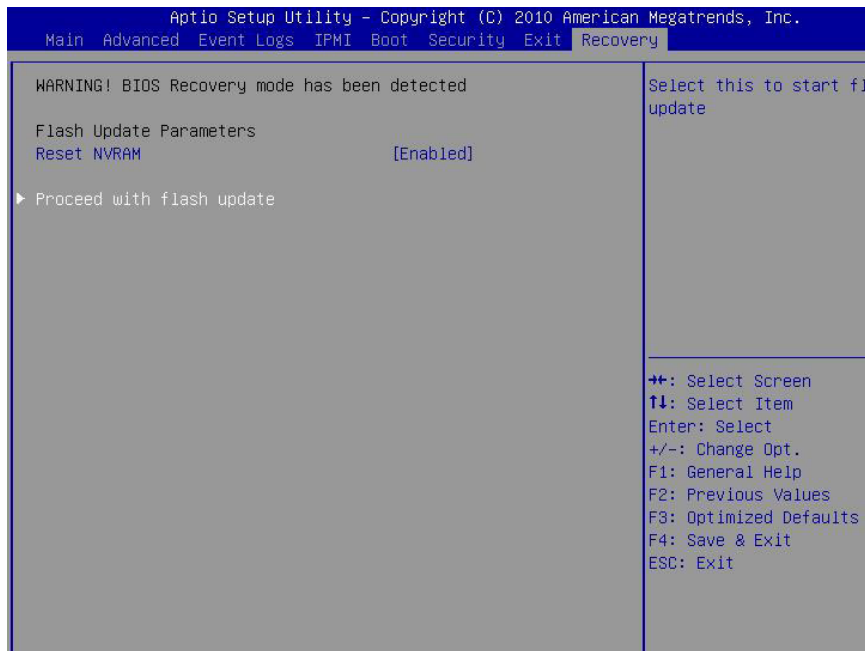 Aptio Setup Utility – Copyright (C) 2010 American Megatrends, Inc.
Main Advanced Event Logs IPMI Boot Security Exit Recovery
WARNING! BIOS Recovery mode has been detected
Flash Update Parameters
Reset NVRAM [Enabled]
Proceed with flash update
Select this to start
update
→←: Select Screen
↑↓: Select Item
Enter: Select
+/-: Change Opt.
F1: General Help
F2: Previous Values
F3: Optimized Defaults
F4: Save & Exit
ESC: Exit